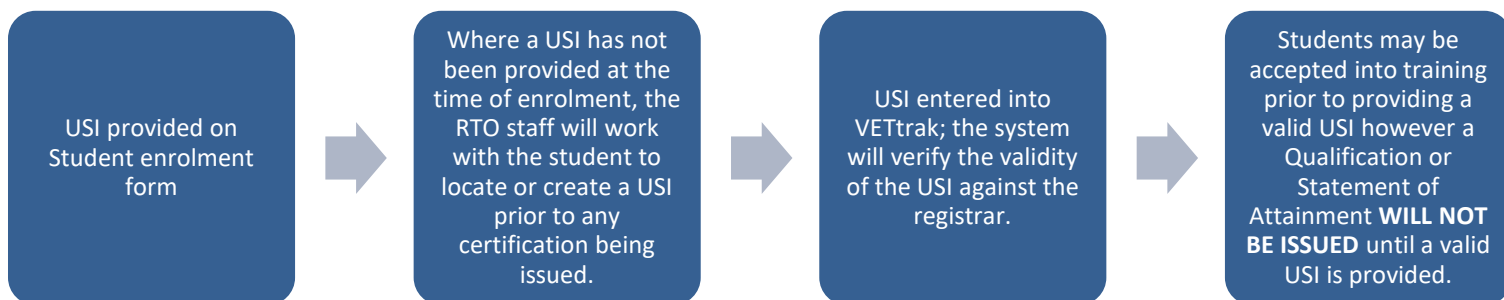 USI provided on
Student enrolment
form
Where a USI has not
been provided at the
time of enrolment, the
RTO staff will work
with the student to
locate or create a USI
prior to any
certification being
issued.
USI entered into
VETtrak; the system
will verify the validity
of the USI against the
registrar.
Students may be
accepted into training
prior to providing a
valid USI however a
Qualification or
Statement of
Attainment WILL NOT
BE ISSUED until a valid
USI is provided.